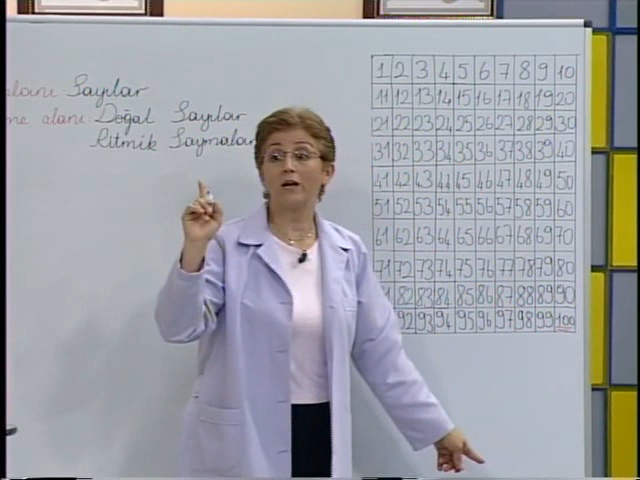 alanı Sayılar
me alanı Doğal Sayılar
Ritmik Saymalar
1 2 3 4 5 6 7 8 9 10
11 12 13 14 15 16 17 18 19 20
21 22 23 24 25 26 27 28 29 30
31 32 33 34 35 36 37 38 39 40
41 42 43 44 45 46 47 48 49 50
51 52 53 54 55 56 57 58 59 60
61 62 63 64 65 66 67 68 69 70
71 72 73 74 75 76 77 78 79 80
82 83 84 85 86 87 88 89 90
92 93 94 95 96 97 98 99 100